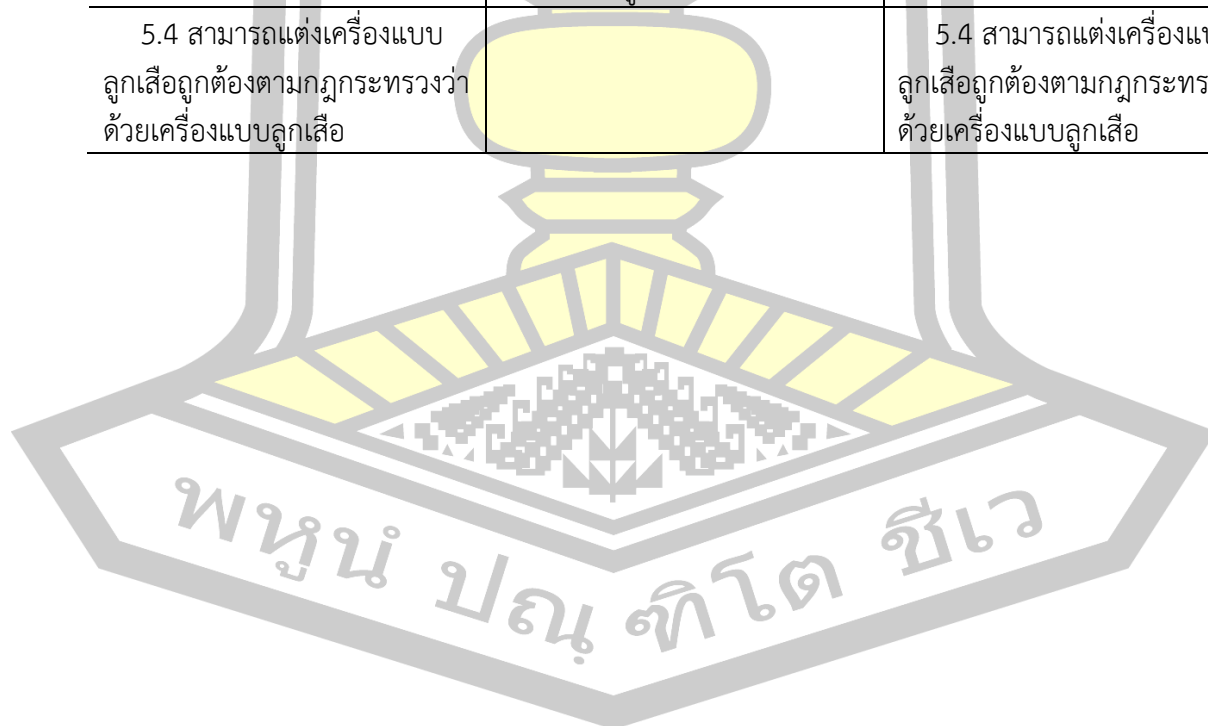 5.4 สามารถแต่งเครื่องแบบ
ลูกเสือถูกต้องตามกฎกระทรวงว่า
ด้วยเครื่องแบบลูกเสือ
5.4 สามารถแต่งเครื่องแบ
ลูกเสือถูกต้องตามกฎกระทร
ด้วยเครื่องแบบลูกเสือ
พหูนํ ปณฺฑิโต ชีเว